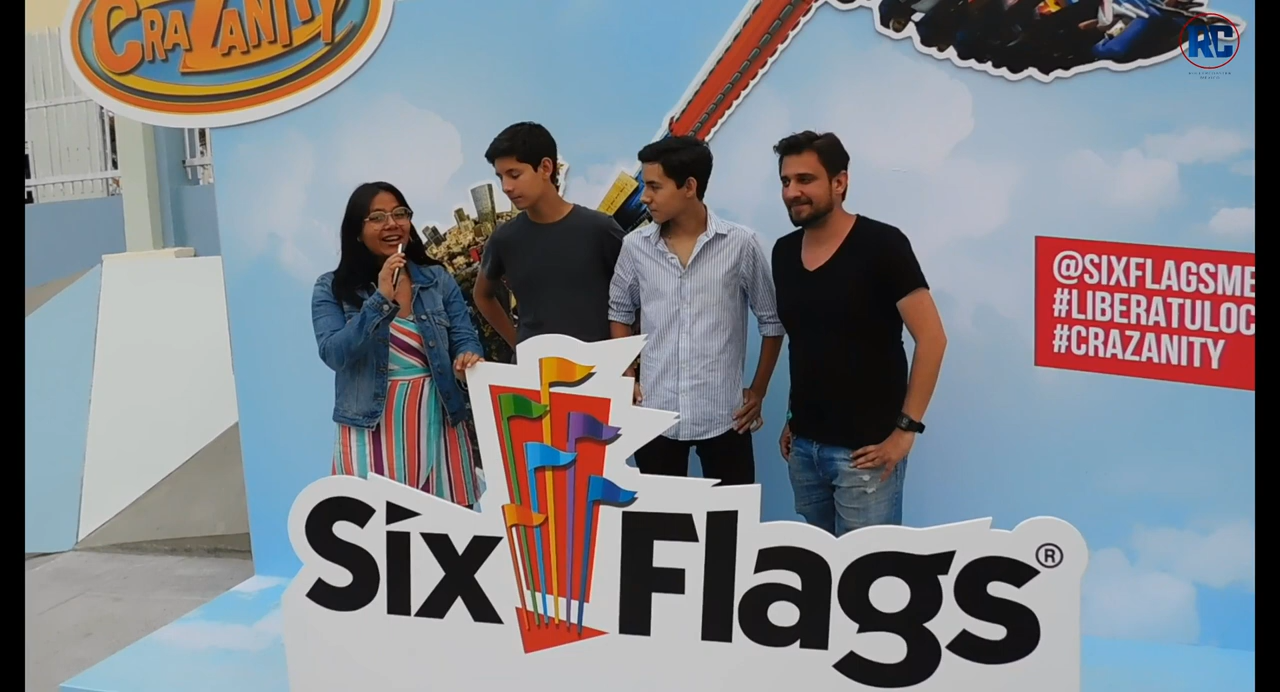 CRAZANITY
RC
@SIXFLAGSME
#LIBERATULOC
#CRAZANITY
Six Flags®